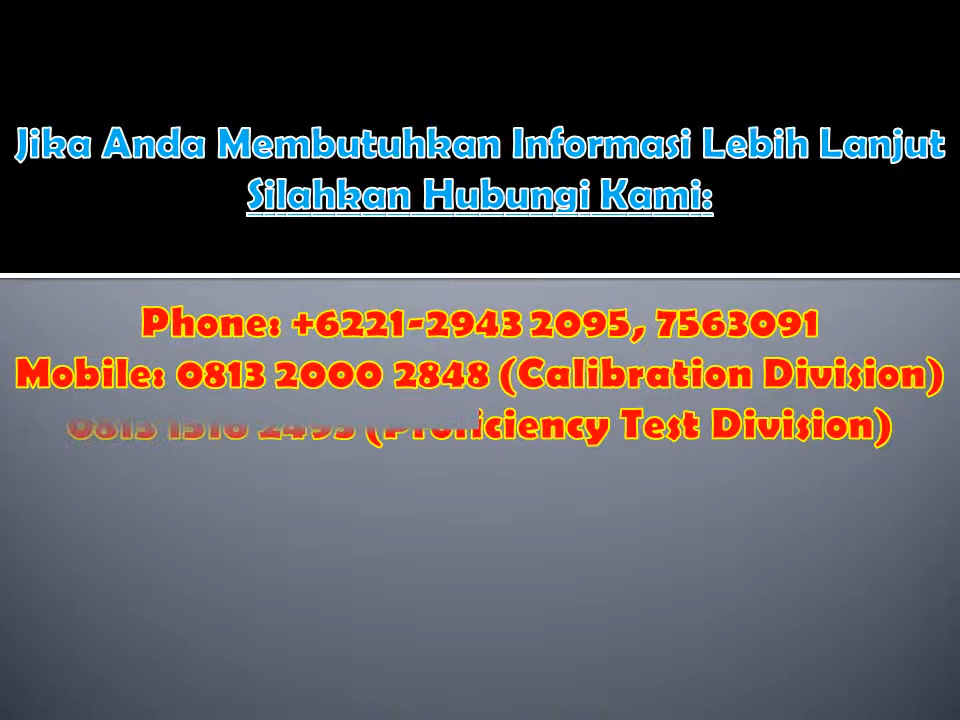 Jika Anda Membutuhkan Informasi Lebih Lanjut
Silahkan Hubungi Kami:
Phone: +6221-2943 2095, 7563091
Mobile: 0813 2000 2848 (Calibration Division)
(Proficiency Test Division)